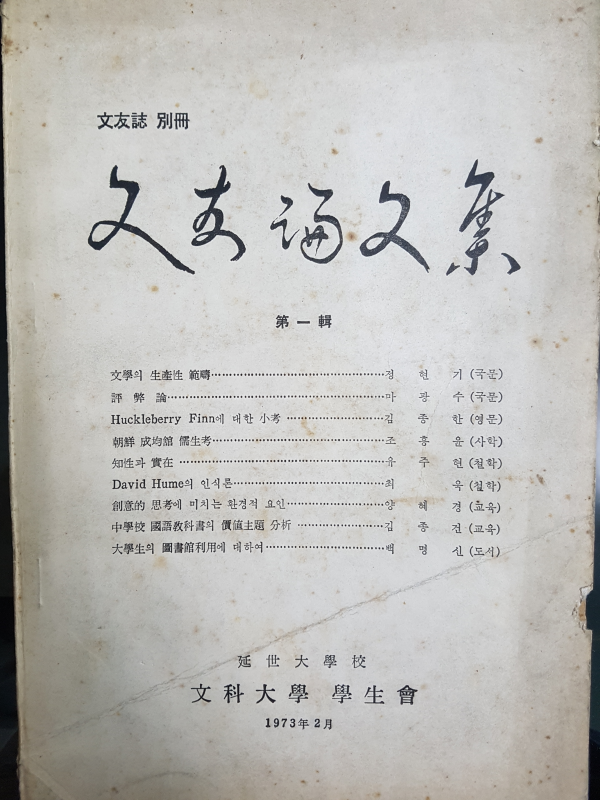 文友誌 別冊
文友論文集
第一輯
文學의 生產性 範疇……정현기(국문)
評弊論……마광수(국문)
Huckleberry Finn에 대한 小考……김종한(영문)
朝鮮 成均館 儒生考……조흥윤(사학)
知性과 實在……유주현(철학)
David Hume의 인식론……최욱(철학)
創意的 思考에 미치는 환경적 요인……양혜경(교육)
中學校 國語敎科書의 價値主題 分析……김종건(교육)
大學生의 圖書館利用에 대하여……백명신(도서)
延世大學校
文科大學 學生會
1973年2月